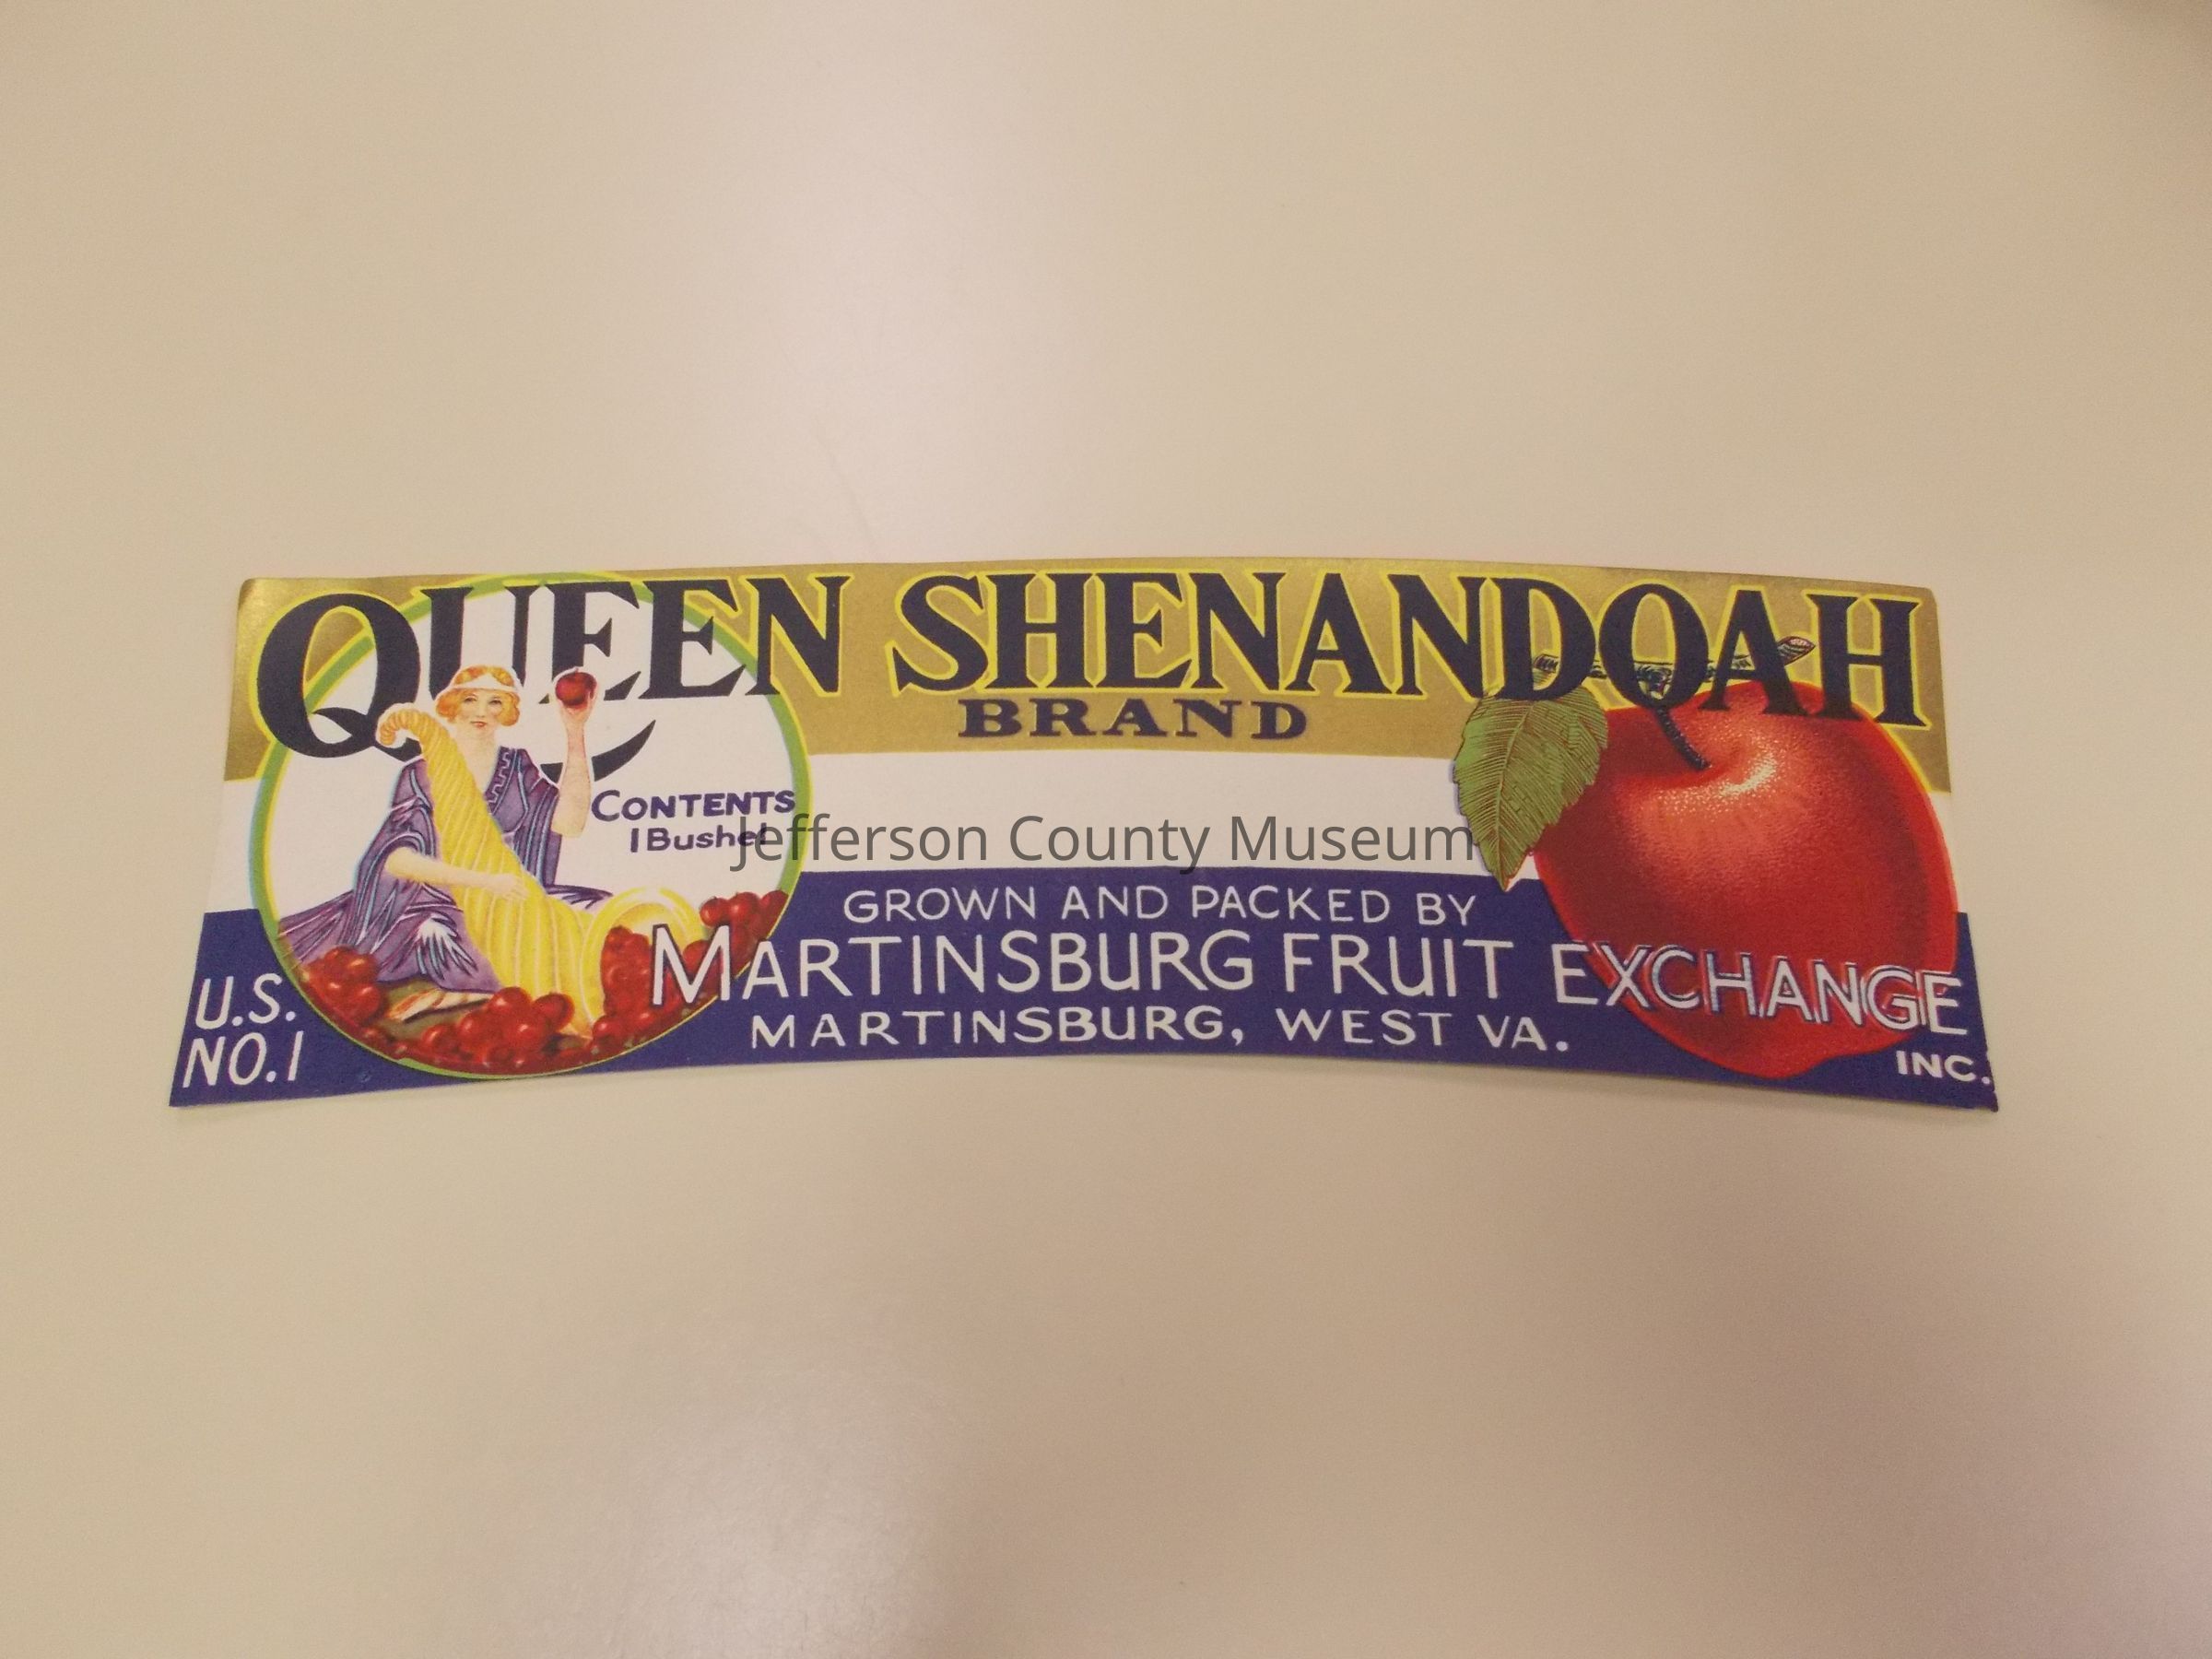 QUEEN SHENANDOAH
BRAND
CONTENTS
1 Bushel
Jefferson County Museum
GROWN AND PACKED BY
MARTINSBURG FRUIT EXCHANGE
INC.
MARTINSBURG, WEST VA.
U.S.
NO.1